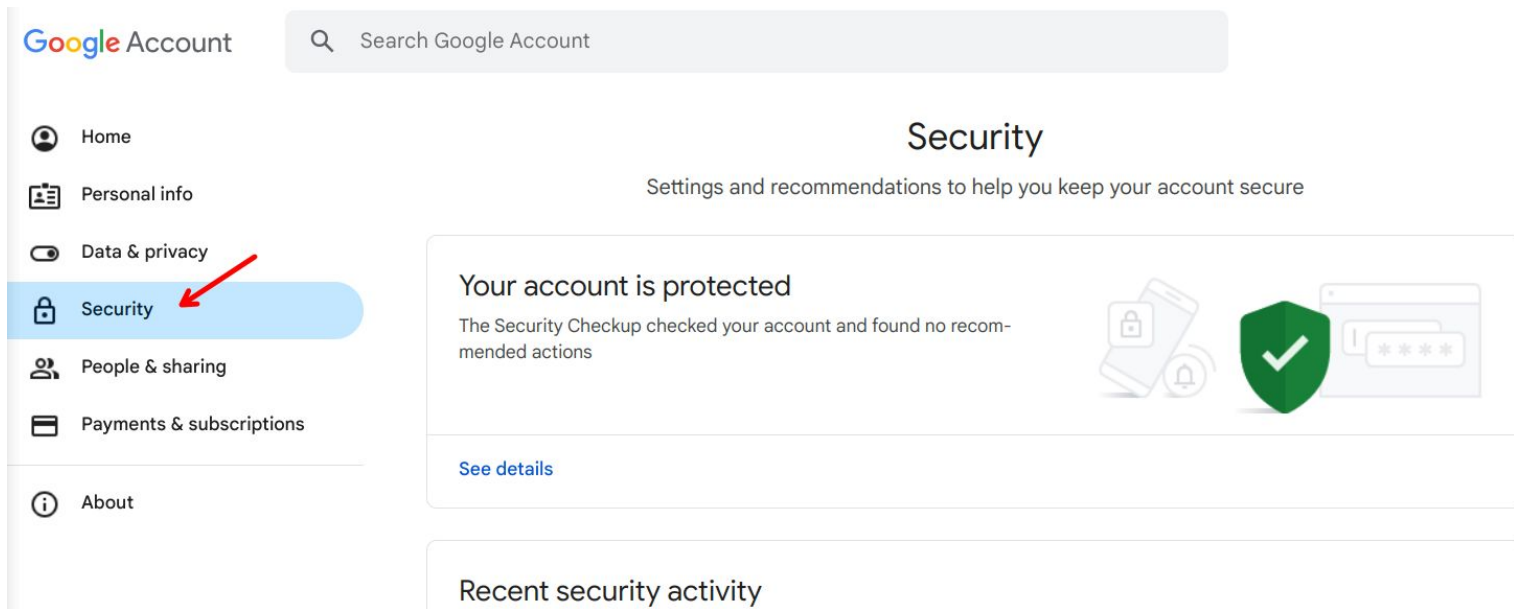 Google Account
Search Google Account
Home
Personal info
Data & privacy
Security
People & sharing
Payments & subscriptions
About
Security
Settings and recommendations to help you keep your account secure
Your account is protected
The Security Checkup checked your account and found no recom-
mended actions
* * * *
See details
Recent security activity